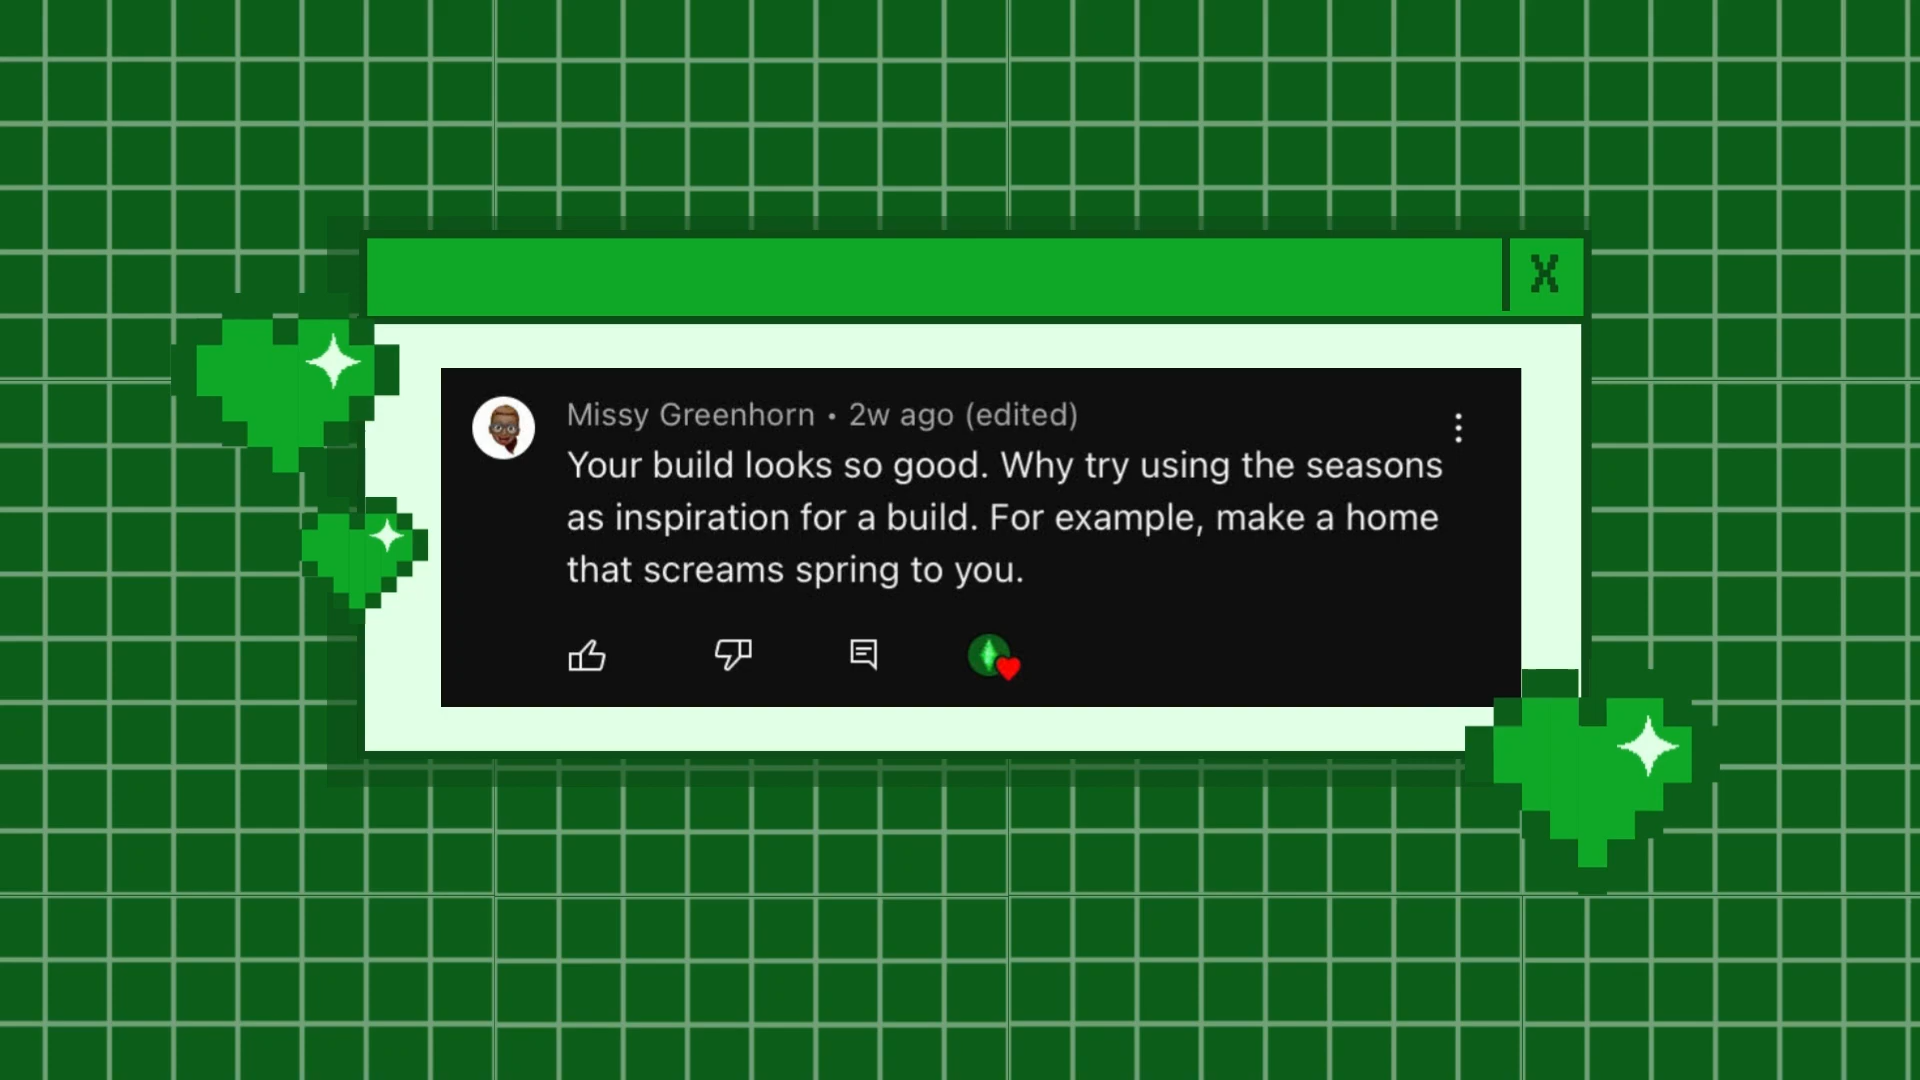 X
Missy Greenhorn • 2w ago (edited)
Your build looks so good. Why try using the seasons
as inspiration for a build. For example, make a home
that screams spring to you.